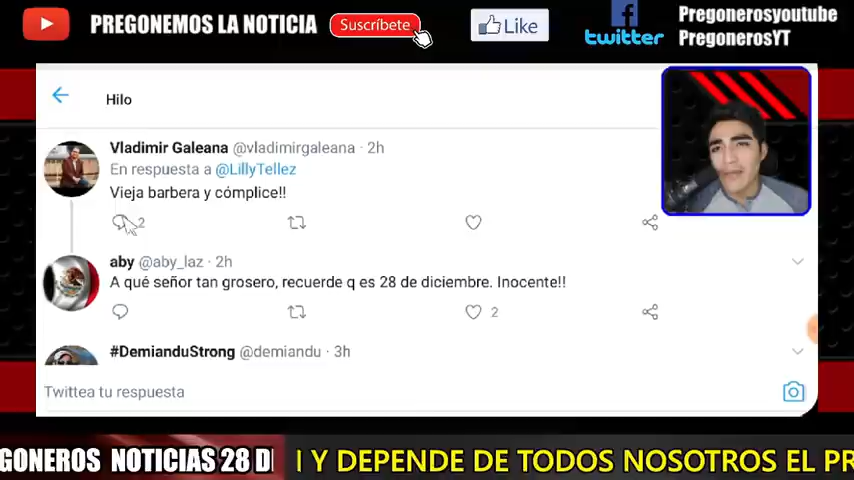 PREGONEMOS LA NOTICIA
Suscríbete
Like
twitter
Pregonerosyoutube
PregonerosYT
Hilo
Vladimir Galeana @vladimirgaleana · 2h
En respuesta a @LillyTellez
Vieja barbera y cómplice!!
2
aby @aby_laz · 2h
A qué señor tan grosero, recuerde q es 28 de diciembre. Inocente!!
2
#DemianduStrong @demiandu · 3h
Twittea tu respuesta
GONEROS NOTICIAS 28 D I Y DEPENDE DE TODOS NOSOTROS EL PR